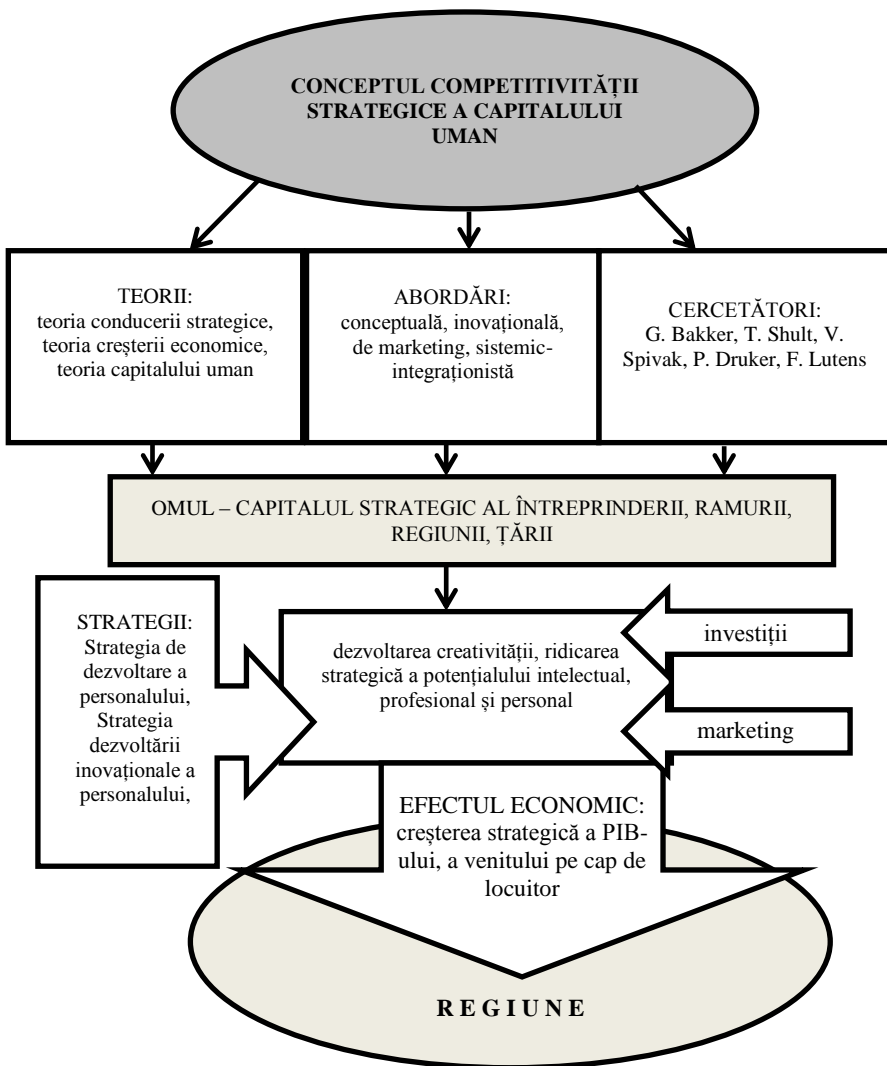 CONCEPTUL COMPETITIVITĂȚII
STRATEGICE A CAPITALULUI
UMAN
TEORII:
teoria conducerii strategice,
teoria creșterii economice,
teoria capitalului uman
ABORDĂRI:
conceptuală, inovațională,
de marketing, sistemic-
integraționistă
CERCETĂTORI:
G. Bakker, T. Shult, V.
Spivak, P. Druker, F. Lutens
OMUL – CAPITALUL STRATEGIC AL ÎNTREPRINDERII, RAMURII,
REGIUNII, ȚĂRII
STRATEGII:
Strategia de
dezvoltare a
personalului,
Strategia
dezvoltării
inovaționale a
personalului,
dezvoltarea creativității, ridicarea
strategică a potențialului intelectual,
profesional și personal
investiții
marketing
EFECTUL ECONOMIC:
creșterea strategică a PIB-
ului, a venitului pe cap de
locuitor
R E G I U N E